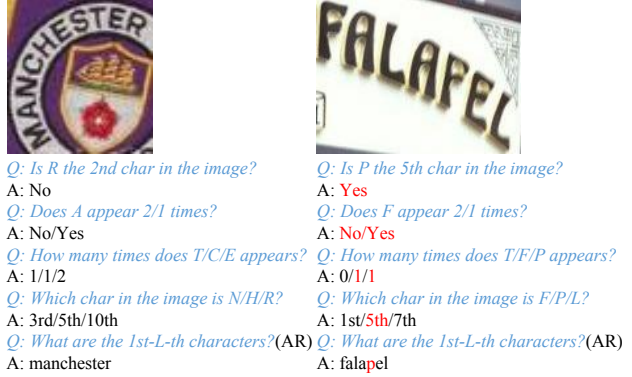 MANCHESTER
Q: Is R the 2nd char in the image?
A: No
Q: Does A appear 2/1 times?
A: No/Yes
Q: How many times does T/C/E appears?
A: 1/1/2
Q: Which char in the image is N/H/R?
A: 3rd/5th/10th
Q: What are the 1st-L-th characters?(AR)
A: manchester
FALAFEL
Q: Is P the 5th char in the image?
A: Yes
Q: Does F appear 2/1 times?
A: No/Yes
Q: How many times does T/F/P appears?
A: 0/1/1
Q: Which char in the image is F/P/L?
A: 1st/5th/7th
Q: What are the 1st-L-th characters?(AR)
A: falapel